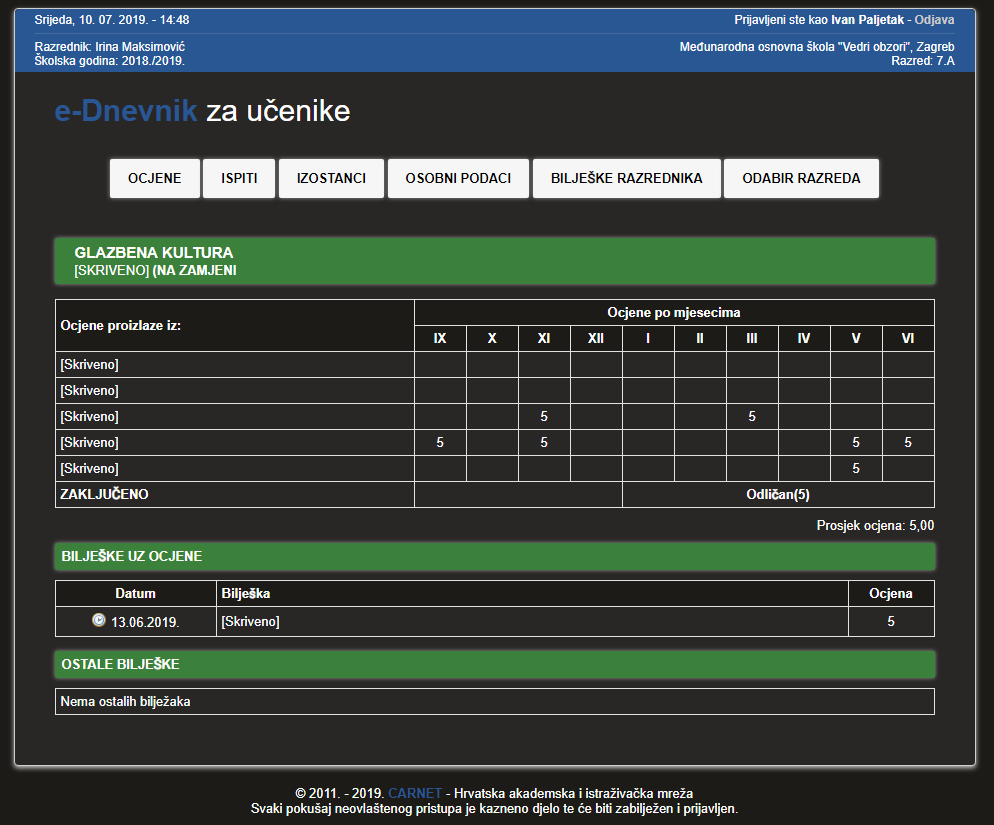 Srijeda, 10. 07. 2019. - 14:48
Prijavljeni ste kao Ivan Paljetak - Odjava
Razrednik: Irina Maksimović
Međunarodna osnovna škola "Vedri obzori", Zagreb
Školska godina: 2018./2019.
Razred: 7.A
e-Dnevnik za učenike
OCJENE ISPITI IZOSTANCI OSOBNI PODACI BILJEŠKE RAZREDNIKA ODABIR RAZREDA
GLAZBENA KULTURA
[SKRIVENO] (NA ZAMJENI
Ocjene proizlaze iz: Ocjene po mjesecima
IX X XI XII I II III IV V VI
[Skriveno]
[Skriveno]
[Skriveno] 5 5
[Skriveno] 5 5 5 5
[Skriveno] 5
ZAKLJUČENO Odličan(5)
Prosjek ocjena: 5,00
BILJEŠKE UZ OCJENE
Datum Bilješka Ocjena
13.06.2019. [Skriveno] 5
OSTALE BILJEŠKE
Nema ostalih bilježaka
© 2011. - 2019. CARNET - Hrvatska akademska i istraživačka mreža
Svaki pokušaj neovlaštenog pristupa je kazneno djelo te će biti zabilježen i prijavljen.